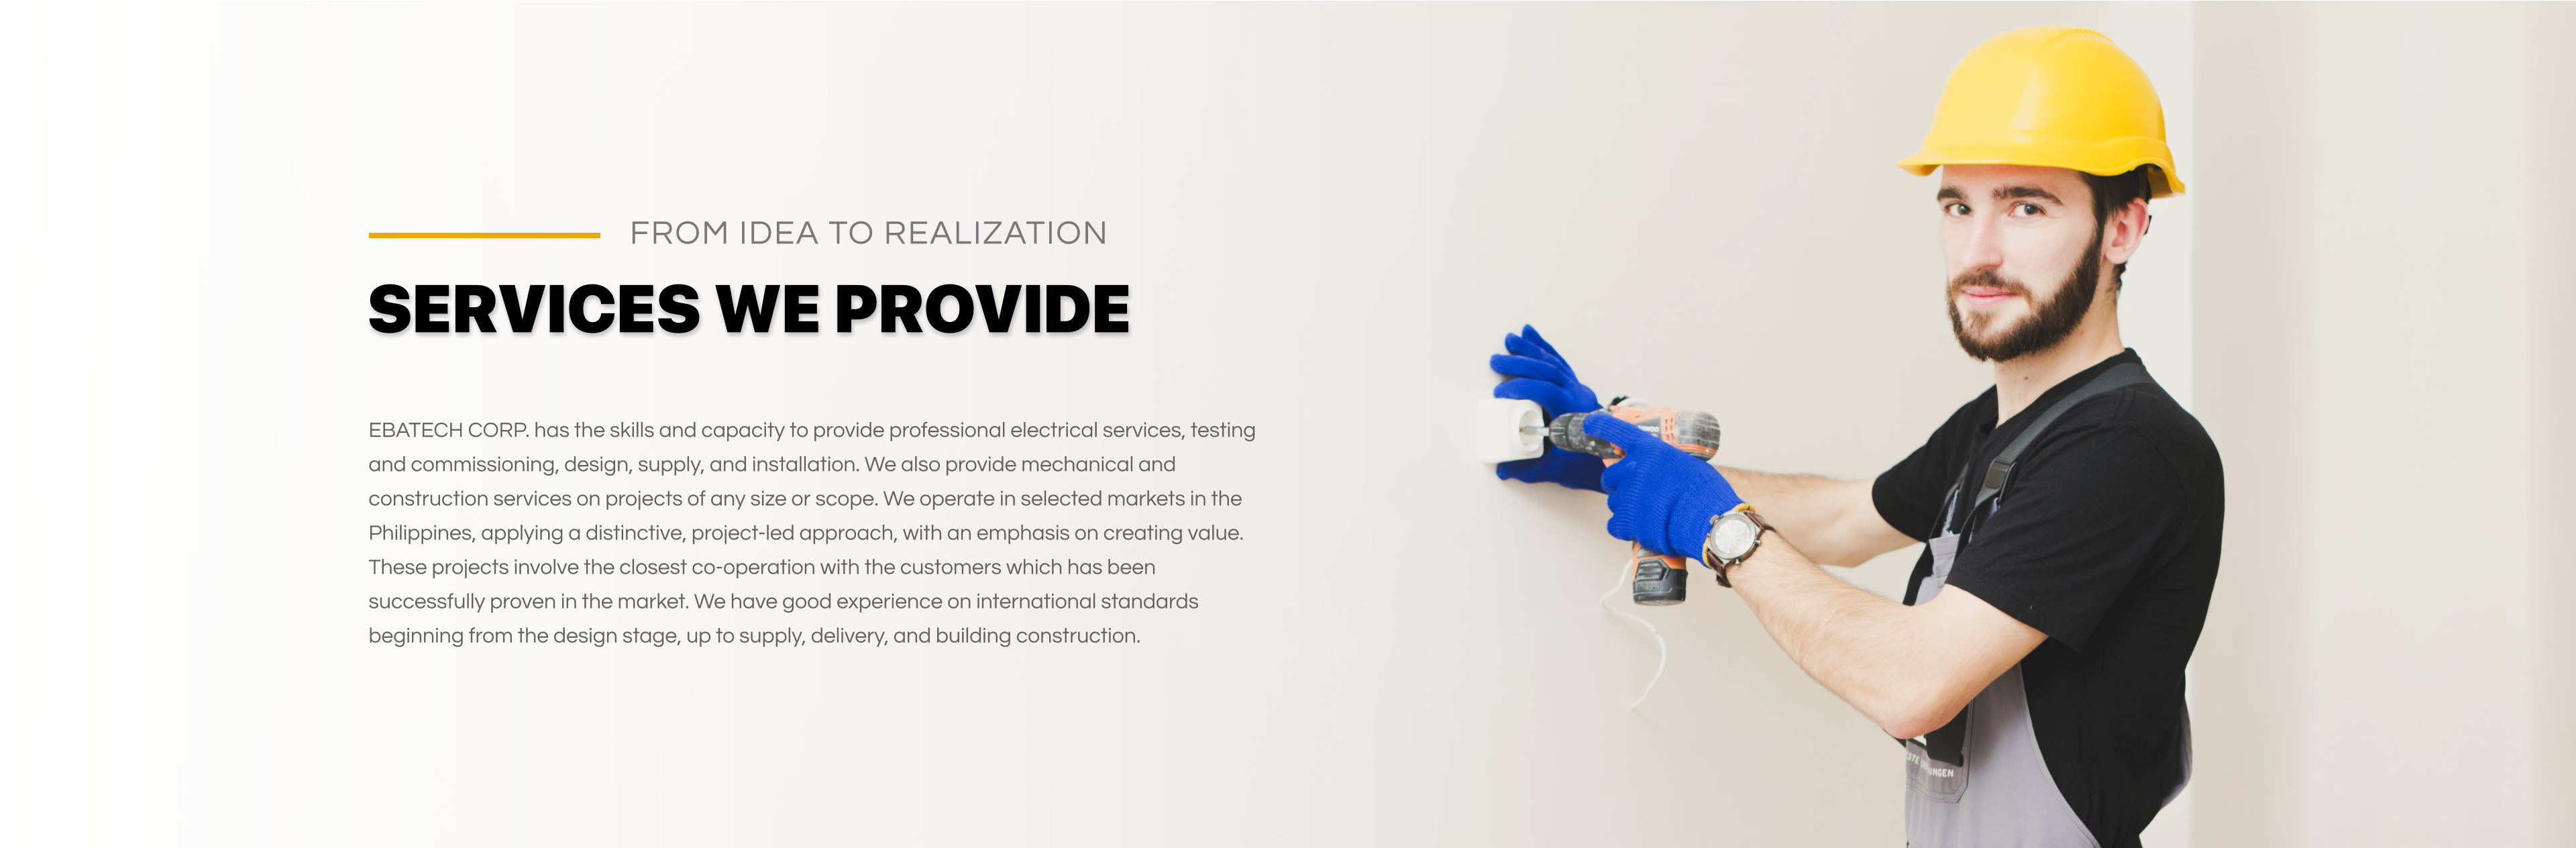 FROM IDEA TO REALIZATION
SERVICES WE PROVIDE
EBATECH CORP. has the skills and capacity to provide professional electrical services, testing
and commissioning, design, supply, and installation. We also provide mechanical and
construction services on projects of any size or scope. We operate in selected markets in the
Philippines, applying a distinctive, project-led approach, with an emphasis on creating value.
These projects involve the closest co-operation with the customers which has been
successfully proven in the market. We have good experience on international standards
beginning from the design stage, up to supply, delivery, and building construction.